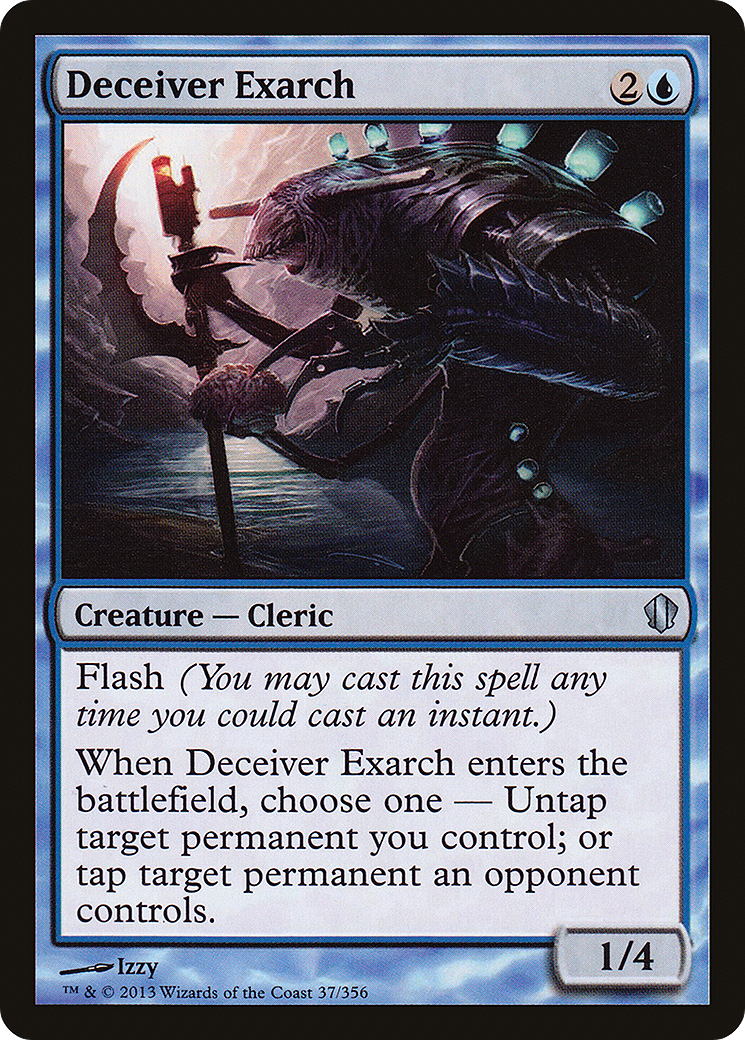 Deceiver Exarch 2
Creature — Cleric
Flash (You may cast this spell any
time you could cast an instant.)
When Deceiver Exarch enters the
battlefield, choose one — Untap
target permanent you control; or
tap target permanent an opponent
controls.
1/4
Izzy
™ & © 2013 Wizards of the Coast 37/356